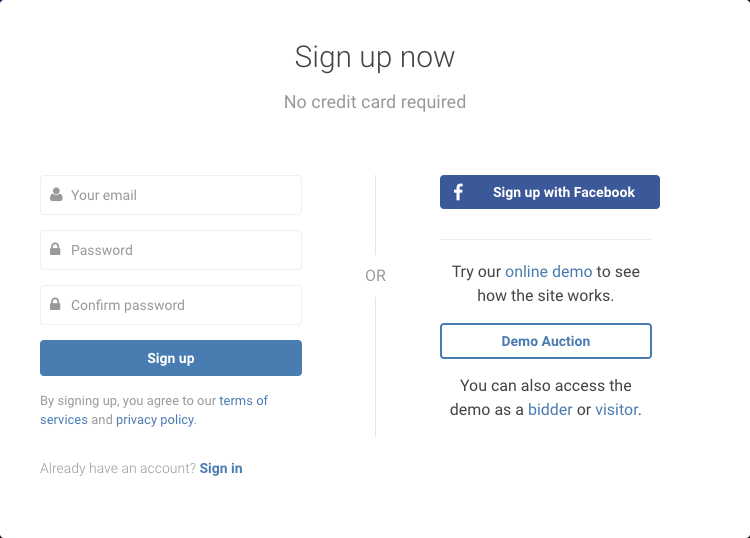 Sign up now
No credit card required
Your email
Password
Confirm password
Sign up
By signing up, you agree to our terms of
services and privacy policy.
Already have an account? Sign in
OR
Sign up with Facebook
Try our online demo to see
how the site works.
Demo Auction
You can also access the
demo as a bidder or visitor.